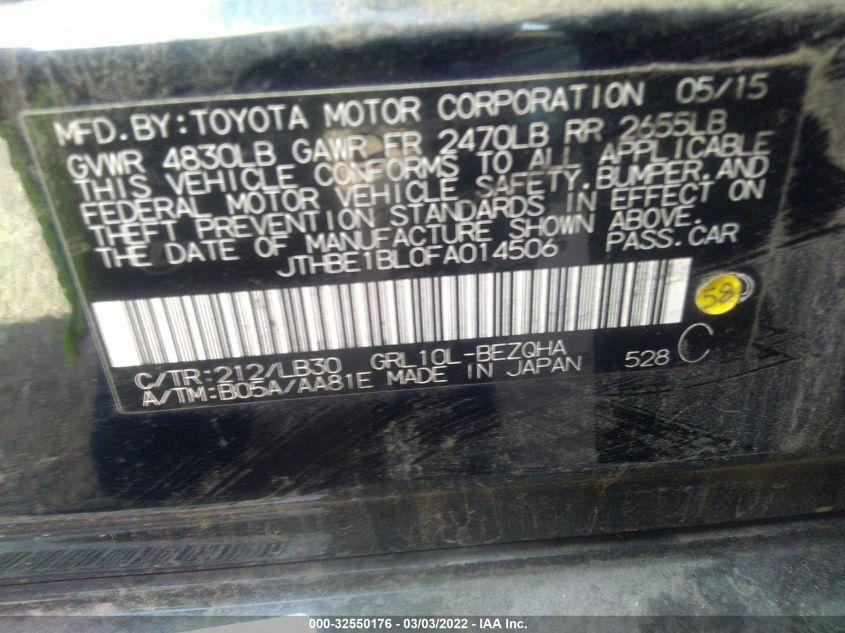 MFD.BY:TOYOTA MOTOR CORPORATION 05/15
GVWR 4830LB GAWR FR 2470LB RR 2655LB
THIS VEHICLE CONFORMS TO ALL APPLICABLE
FEDERAL MOTOR VEHICLE SAFETY,BUMPER,AND
THEFT PREVENTION STANDARDS IN EFFECT ON
THE DATE OF MANUFACTURE SHOWN ABOVE.
JTHBE1BL0FA014506 PASS.CAR
58
C/TR:212/LB30 GRL10L-BEZQHA
A/TM:B05A/AA81E MADE IN JAPAN 528 C
000-32550176 - 03/03/2022 - IAA Inc.